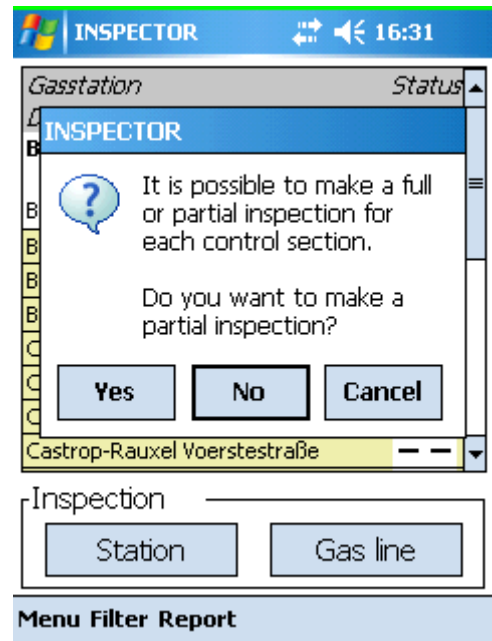 INSPECTOR 16:31
Gasstation Status
INSPECTOR
B
It is possible to make a full
or partial inspection for
each control section.
Do you want to make a
partial inspection?
B
B
B
B
C
C
C
Yes No Cancel
Castrop-Rauxel Voerstestraße – –
Inspection
Station Gas line
Menu Filter Report